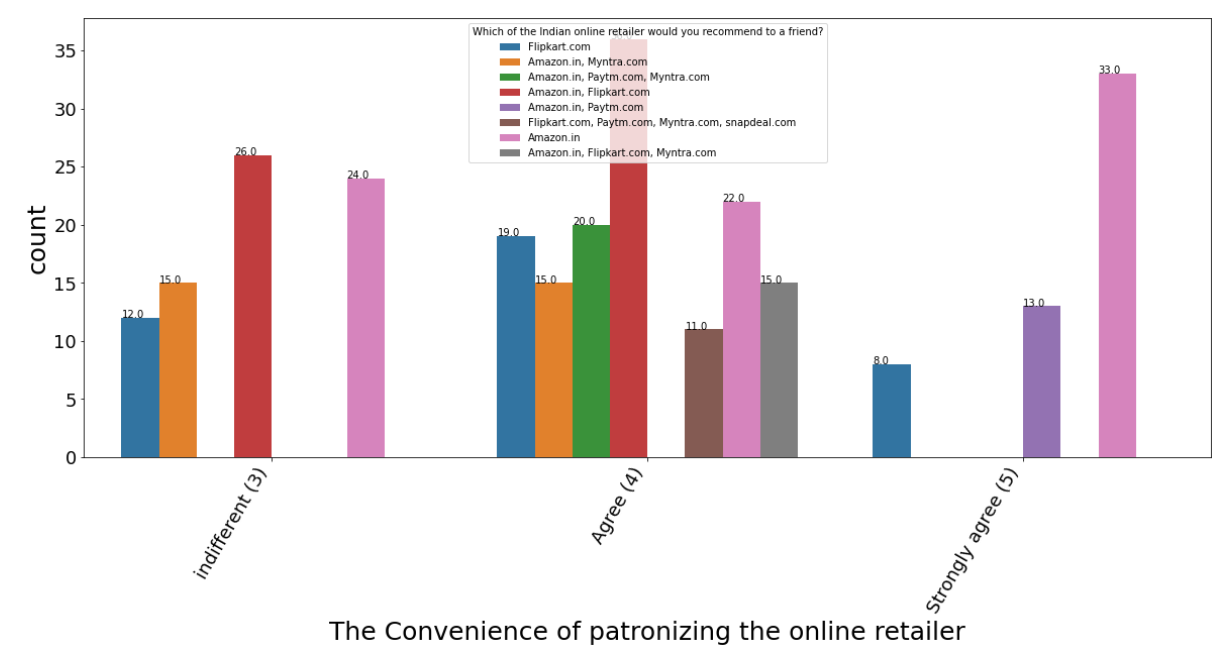 Which of the Indian online retailer would you recommend to a friend?
Flipkart.com
Amazon.in, Myntra.com
Amazon.in, Paytm.com, Myntra.com
Amazon.in, Flipkart.com
Amazon.in, Paytm.com
Flipkart.com, Paytm.com, Myntra.com, snapdeal.com
Amazon.in
Amazon.in, Flipkart.com, Myntra.com
count
35
30
25
20
15
10
5
0
12.0
15.0
26.0
24.0
19.0
15.0
20.0
11.0
22.0
15.0
8.0
13.0
33.0
indifferent (3)
Agree (4)
Strongly agree (5)
The Convenience of patronizing the online retailer